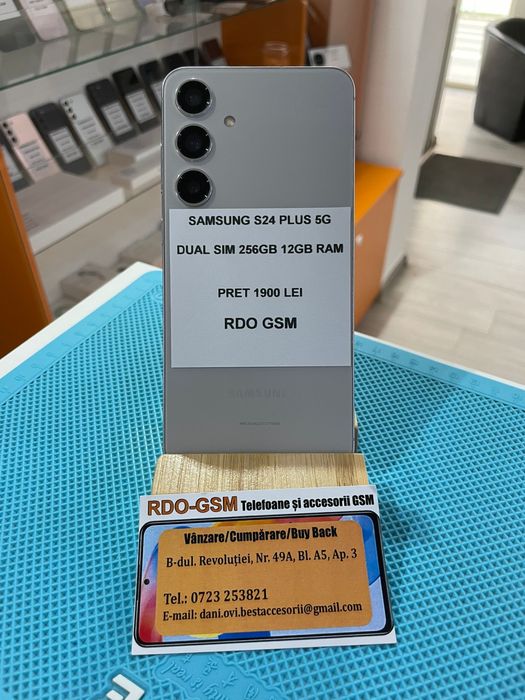 SAMSUNG S24 PLUS 5G
DUAL SIM 256GB 12GB RAM
PRET 1900 LEI
RDO GSM
SAMSUNG
RDO-GSM Telefoane și accesorii GSM
Vânzare/Cumpărare/Buy Back
B-dul. Revoluției, Nr. 49A, Bl. A5, Ap. 3
Tel.: 0723 253821
E-mail: dani.ovi.bestaccesorii@gmail.com